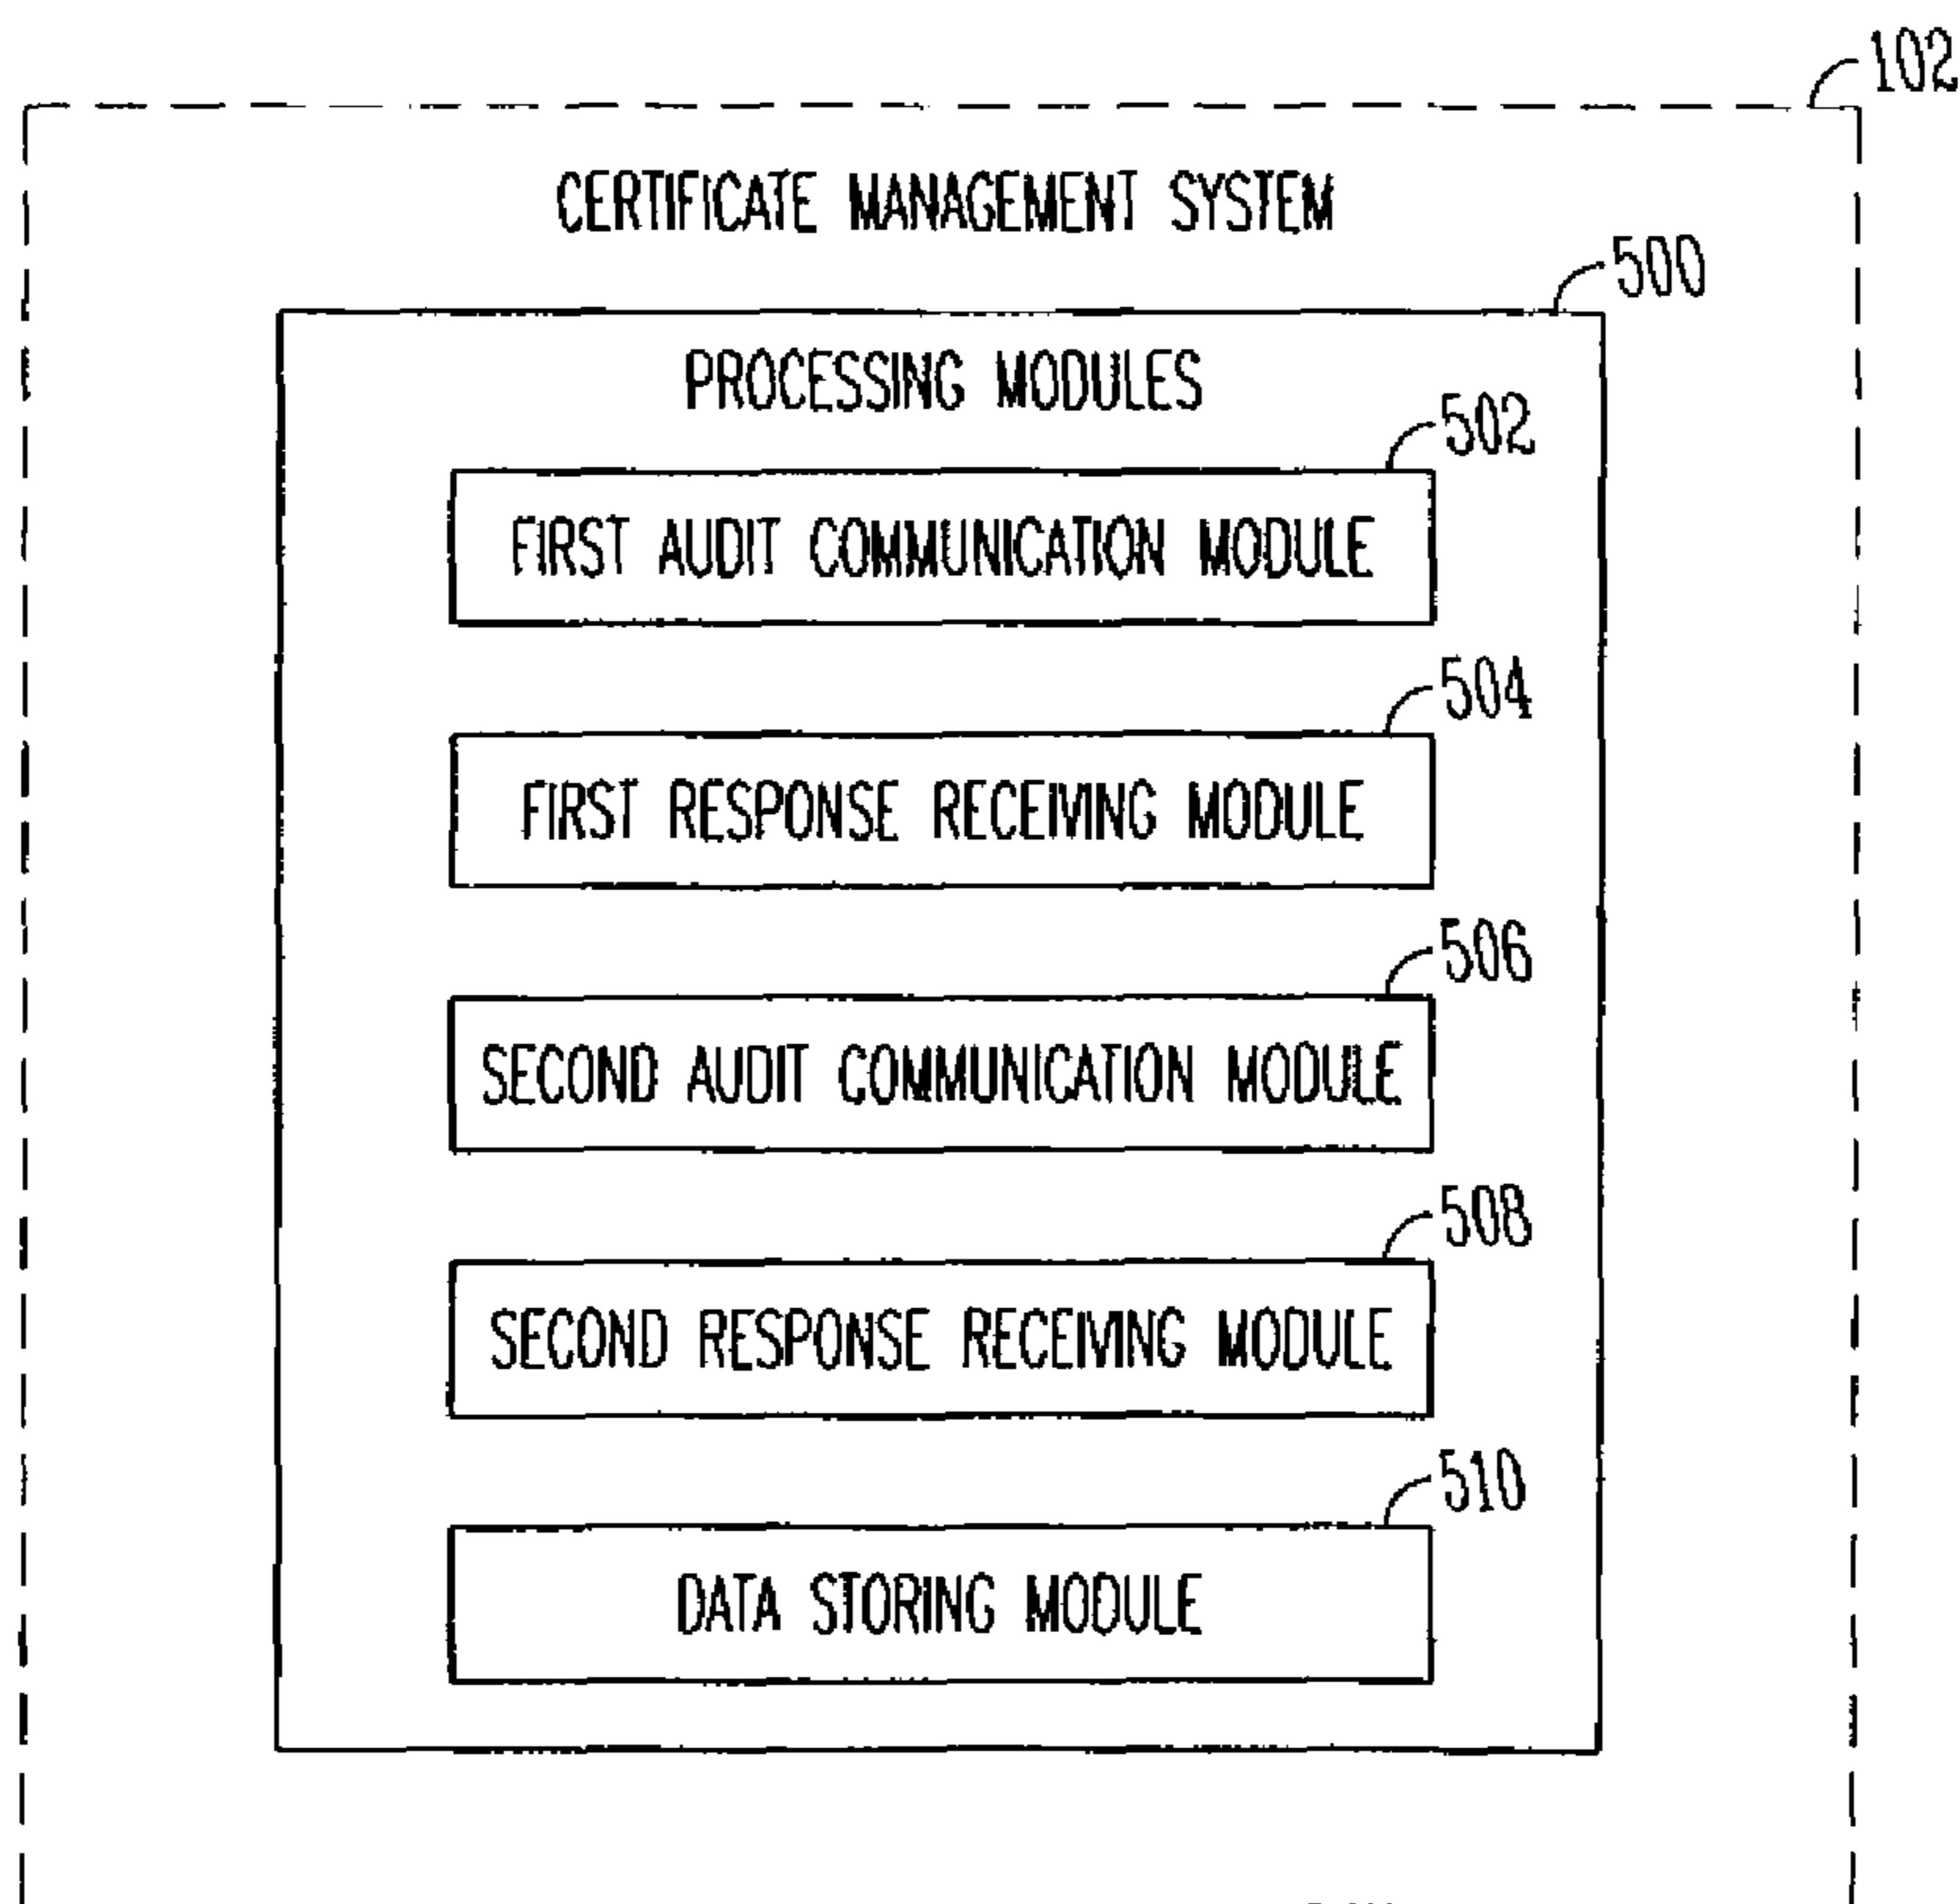 102
CERTIFICATE MANAGEMENT SYSTEM
500
PROCESSING MODULES
502
FIRST AUDIT COMMUNICATION MODULE
504
FIRST RESPONSE RECEIVING MODULE
506
SECOND AUDIT COMMUNICATION MODULE
508
SECOND RESPONSE RECEIVING MODULE
510
DATA STORING MODULE